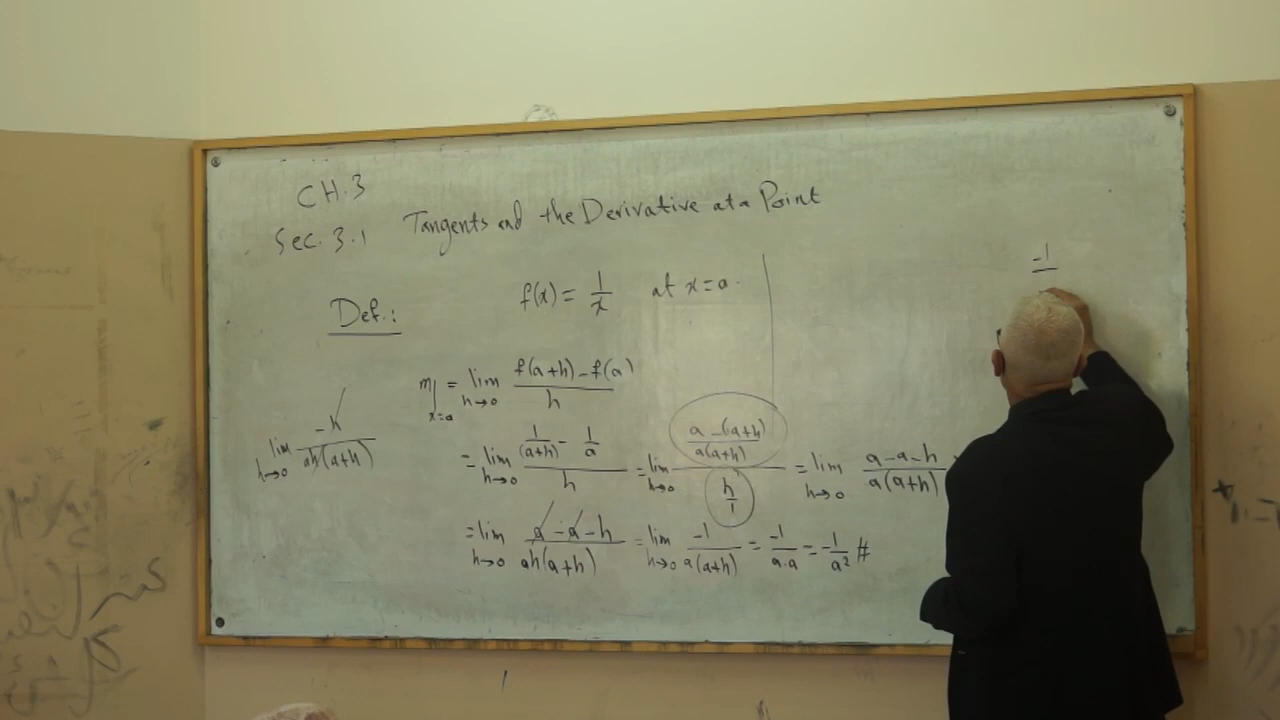 CH.3
Sec. 3.1 Tangents and the Derivative at a Point
Def.:
f(x) = 1/x at x=a.
m|x=a = lim h→0 (f(a+h) - f(a))/h
lim h→0 -h/(ah(a+h))
= lim h→0 (1/(a+h) - 1/a)/h = lim h→0 ((a-(a+h))/(a(a+h)))/(h/1) = lim h→0 (a-a-h)/(a(a+h))
= lim h→0 (a-a-h)/(ah(a+h)) = lim h→0 -1/(a(a+h)) = -1/(a.a) = -1/a² #
-1